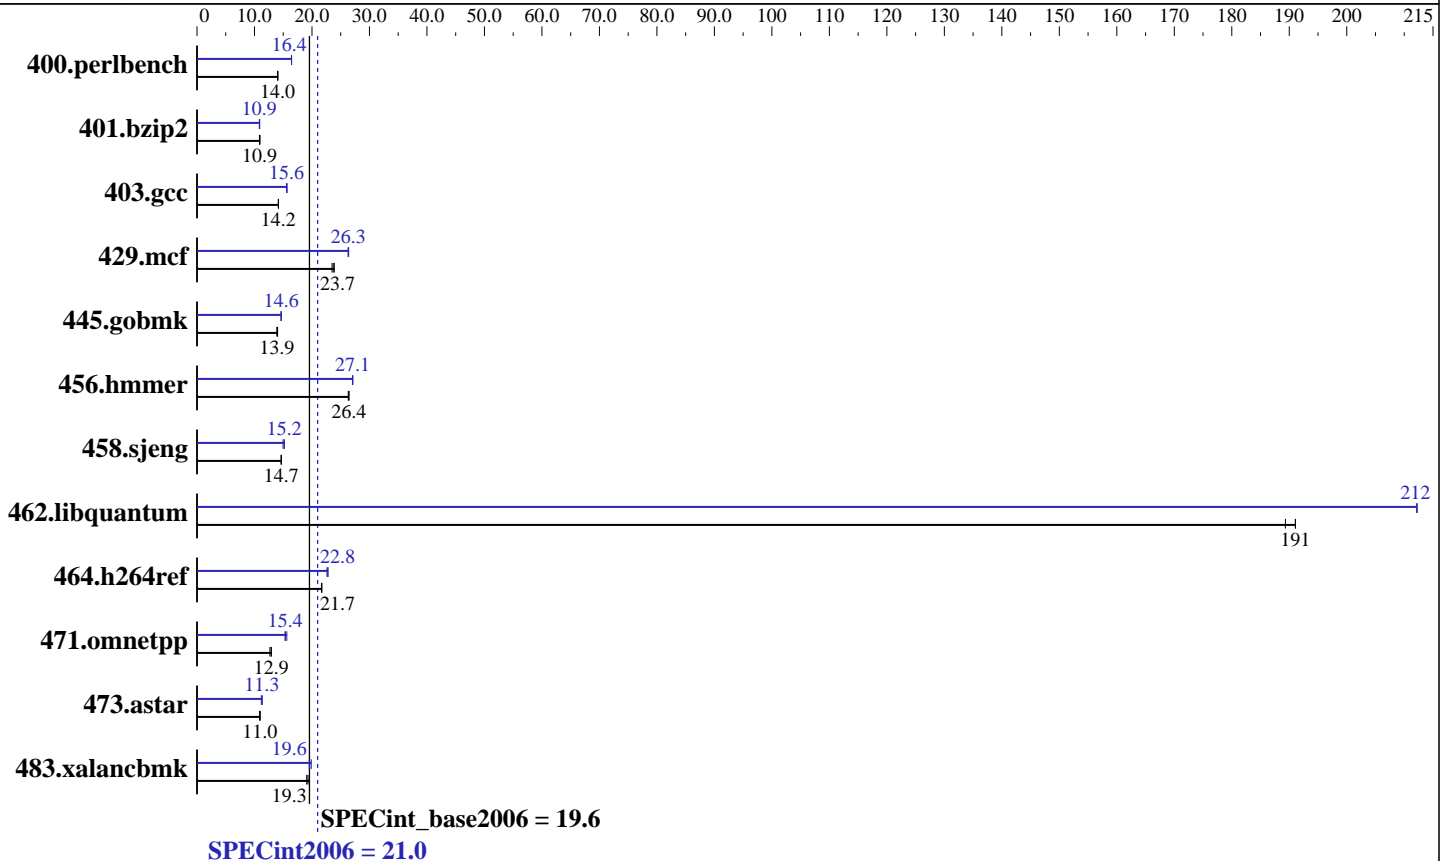 0 10.0 20.0 30.0 40.0 50.0 60.0 70.0 80.0 90.0 100 110 120 130 140 150 160 170 180 190 200 215
16.4
400.perlbench
14.0
10.9
401.bzip2
10.9
15.6
403.gcc
14.2
26.3
429.mcf
23.7
14.6
445.gobmk
13.9
27.1
456.hmmer
26.4
15.2
458.sjeng
14.7
212
462.libquantum
191
22.8
464.h264ref
21.7
15.4
471.omnetpp
12.9
11.3
473.astar
11.0
19.6
483.xalancbmk
19.3
SPECint_base2006 = 19.6
SPECint2006 = 21.0